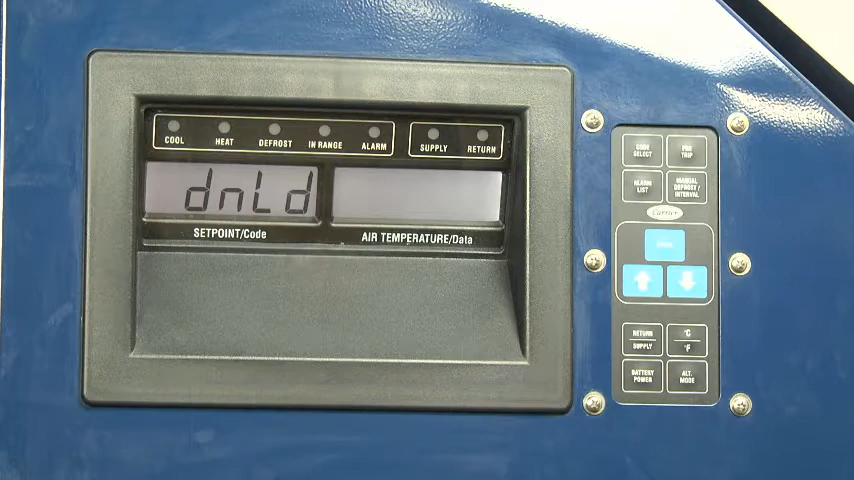 COOL HEAT DEFROST IN RANGE ALARM SUPPLY RETURN
dnLd
SETPOINT/Code AIR TEMPERATURE/Data
CODE SELECT
PRE TRIP
ALARM LIST
MANUAL DEFROST / INTERVAL
Carrier
RETURN SUPPLY
°C °F
BATTERY POWER
ALT. MODE